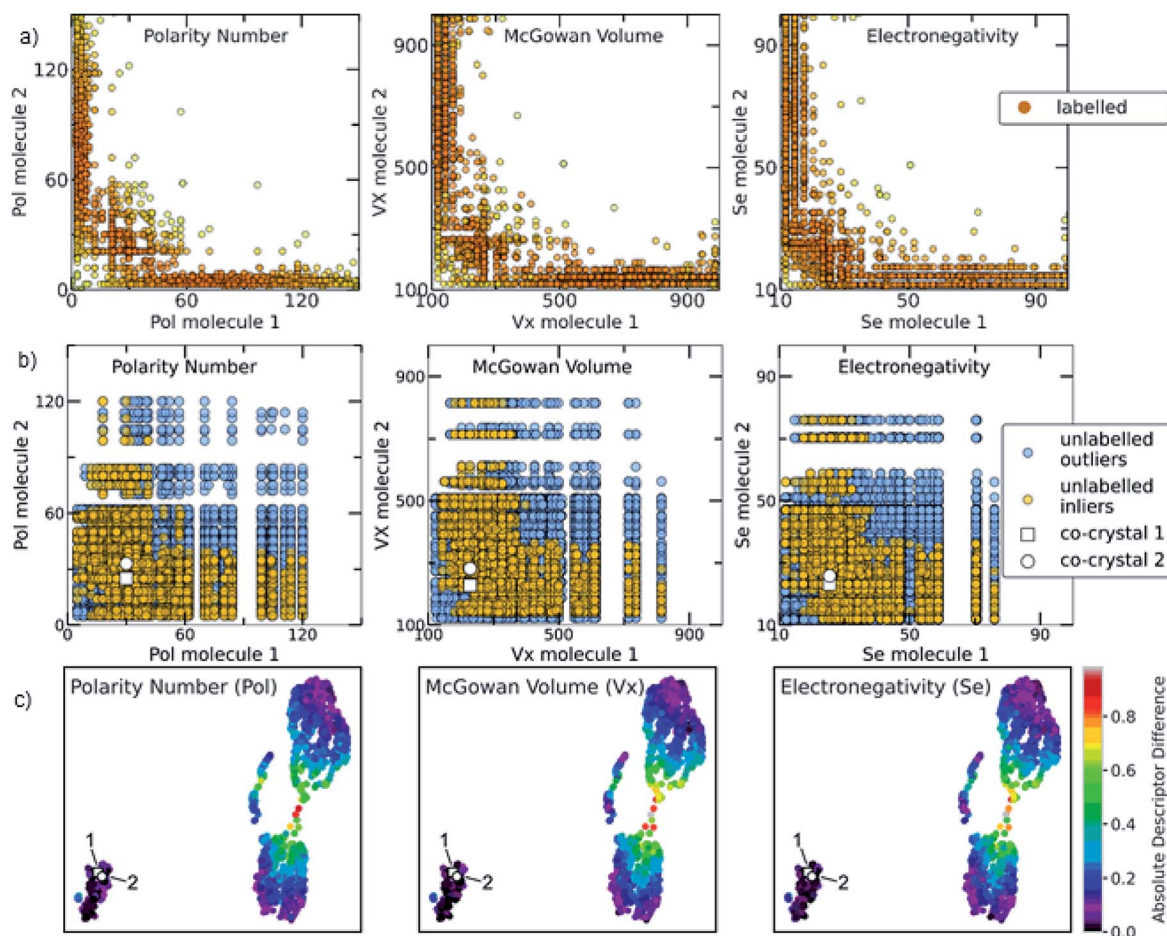 a)
Polarity Number
McGowan Volume
Electronegativity
Pol molecule 2
120
60
0
0
60
120
Pol molecule 1
VX molecule 2
900
500
100
100
500
900
Vx molecule 1
Se molecule 2
90
50
10
10
50
90
Se molecule 1
labelled
b)
Polarity Number
McGowan Volume
Electronegativity
Pol molecule 2
120
60
0
0
60
120
Pol molecule 1
VX molecule 2
900
500
100
100
500
900
Vx molecule 1
Se molecule 2
90
50
10
10
50
90
Se molecule 1
unlabelled
outliers
unlabelled
inliers
co-crystal 1
co-crystal 2
c)
Polarity Number (Pol)
1
2
McGowan Volume (Vx)
1
2
Electronegativity (Se)
1
2
0.8
0.6
0.4
0.2
0.0
Absolute Descriptor Difference